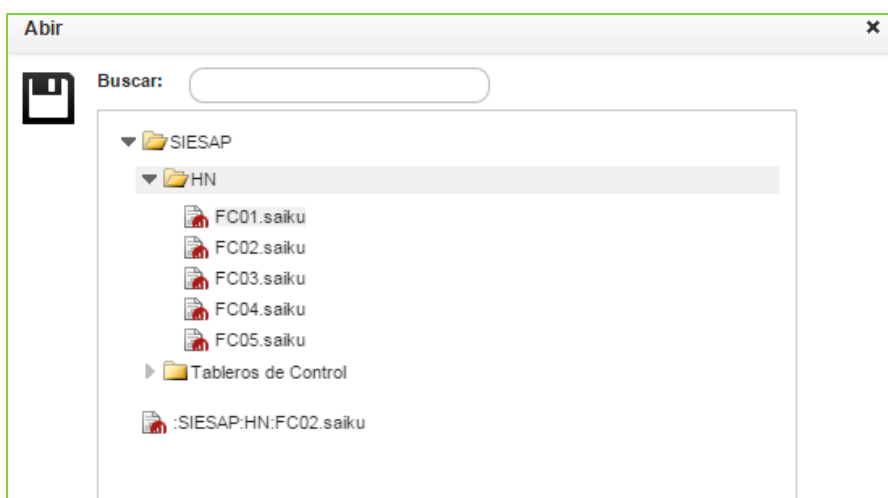 Abir
Buscar:
SIESAP
HN
FC01.saiku
FC02.saiku
FC03.saiku
FC04.saiku
FC05.saiku
Tableros de Control
:SIESAP:HN:FC02.saiku